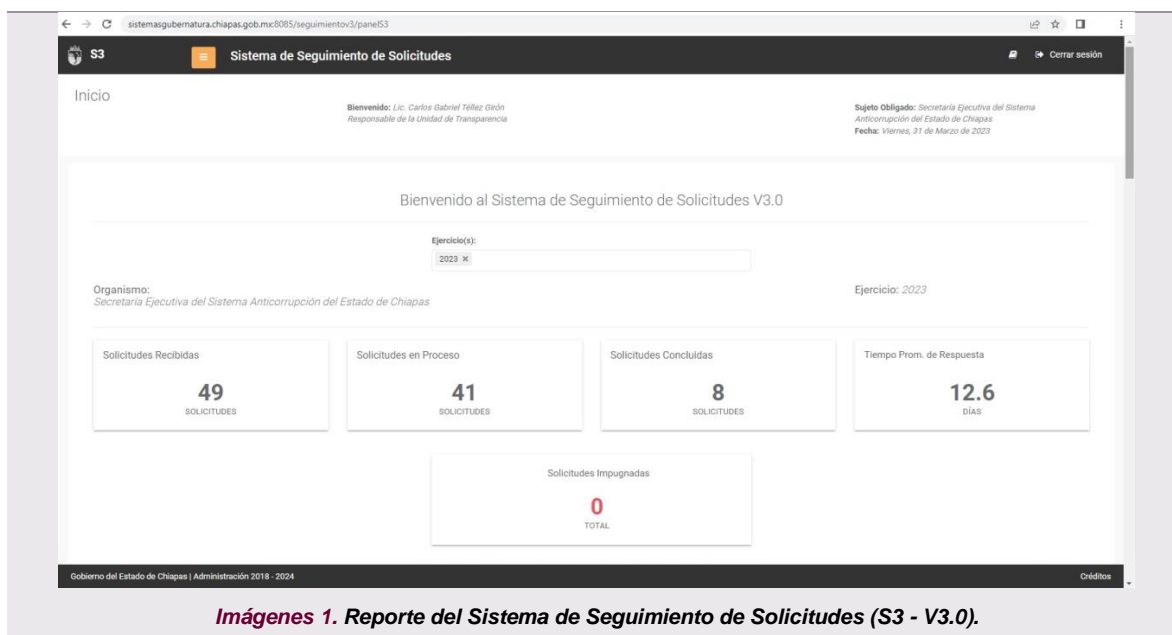 sistemasgubernatura.chiapas.gob.mx:8085/seguimientov3/panelS3
S3
Sistema de Seguimiento de Solicitudes
Cerrar sesión
Inicio
Bienvenido: Lic. Carlos Gabriel Téllez Girón
Responsable de la Unidad de Transparencia
Sujeto Obligado: Secretaría Ejecutiva del Sistema
Anticorrupción del Estado de Chiapas
Fecha: Viernes, 31 de Marzo de 2023
Bienvenido al Sistema de Seguimiento de Solicitudes V3.0
Ejercicio(s):
2023
Organismo:
Secretaría Ejecutiva del Sistema Anticorrupción del Estado de Chiapas
Ejercicio: 2023
Solicitudes Recibidas
49
SOLICITUDES
Solicitudes en Proceso
41
SOLICITUDES
Solicitudes Concluidas
8
SOLICITUDES
Tiempo Prom. de Respuesta
12.6
DÍAS
Solicitudes Impugnadas
0
TOTAL
Gobierno del Estado de Chiapas | Administración 2018 - 2024
Créditos
Imágenes 1. Reporte del Sistema de Seguimiento de Solicitudes (S3 - V3.0).